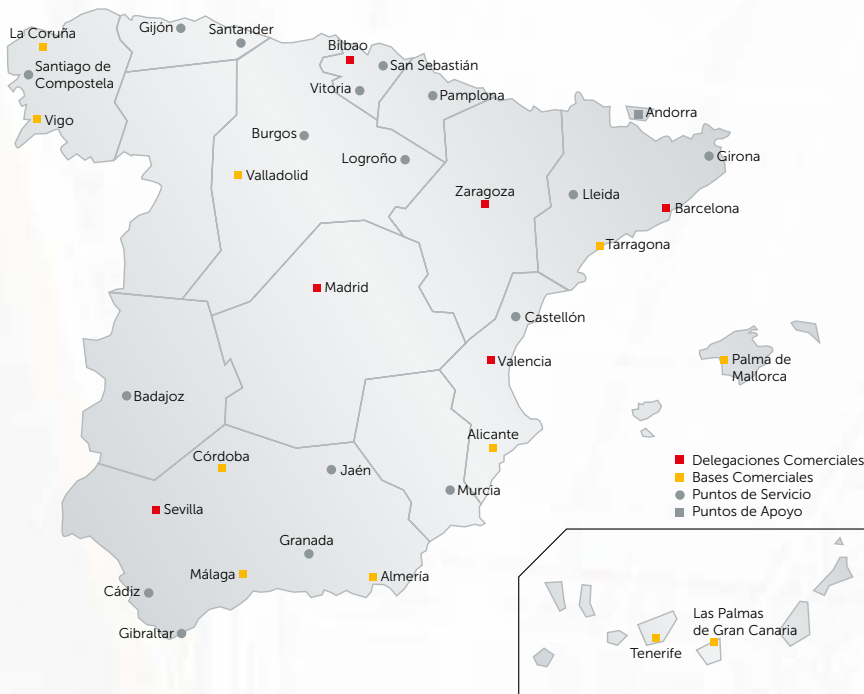 La Coruña
Gijón
Santander
Bilbao
San Sebastián
Santiago de
Compostela
Vitoria
Pamplona
Andorra
Vigo
Burgos
Logroño
Girona
Valladolid
Zaragoza
Lleida
Barcelona
Tarragona
Madrid
Castellón
Valencia
Palma de
Mallorca
Badajoz
Alicante
Córdoba
Jaén
Murcia
Sevilla
Granada
Málaga
Almería
Cádiz
Gibraltar
Delegaciones Comerciales
Bases Comerciales
Puntos de Servicio
Puntos de Apoyo
Las Palmas
de Gran Canaria
Tenerife